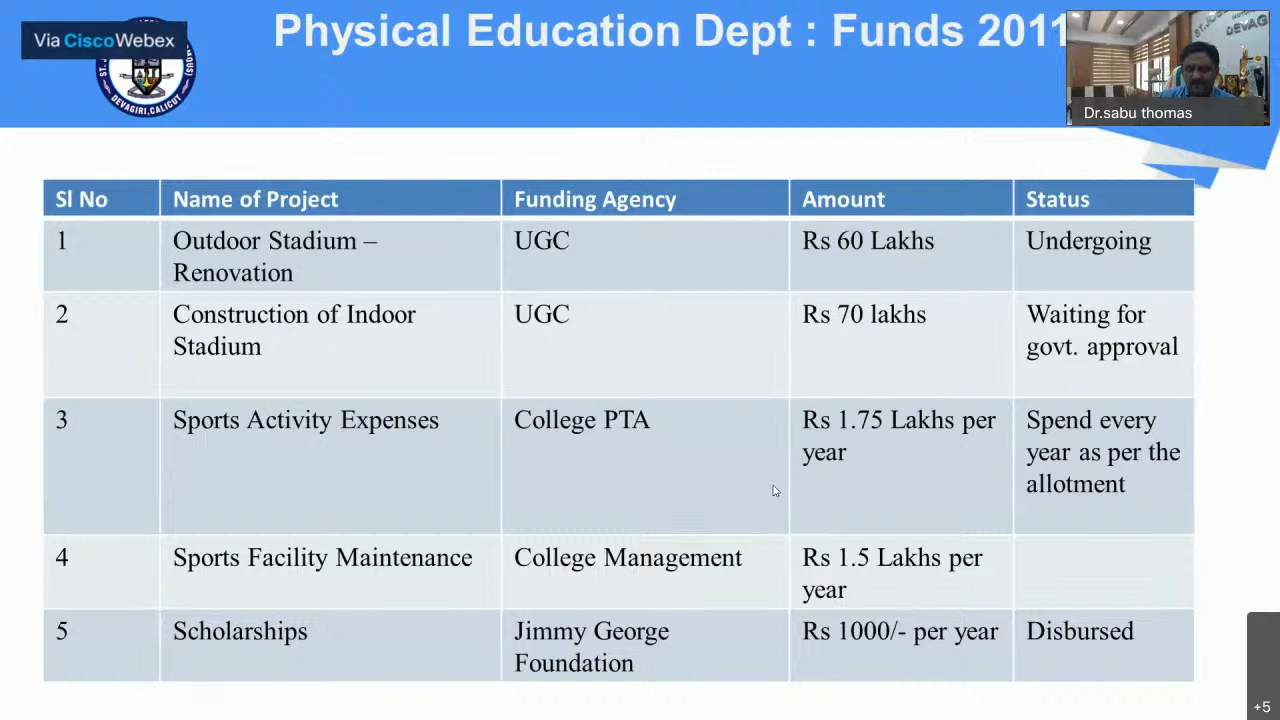 Via CiscoWebex
Physical Education Dept : Funds 2011
DEVAGIRI, CALICUT
DEVAG
Dr.sabu thomas
Sl No Name of Project Funding Agency Amount Status
1 Outdoor Stadium – UGC Rs 60 Lakhs Undergoing
Renovation
2 Construction of Indoor UGC Rs 70 lakhs Waiting for
Stadium govt. approval
3 Sports Activity Expenses College PTA Rs 1.75 Lakhs per Spend every
year year as per the
allotment
4 Sports Facility Maintenance College Management Rs 1.5 Lakhs per
year
5 Scholarships Jimmy George Rs 1000/- per year Disbursed
Foundation
+5